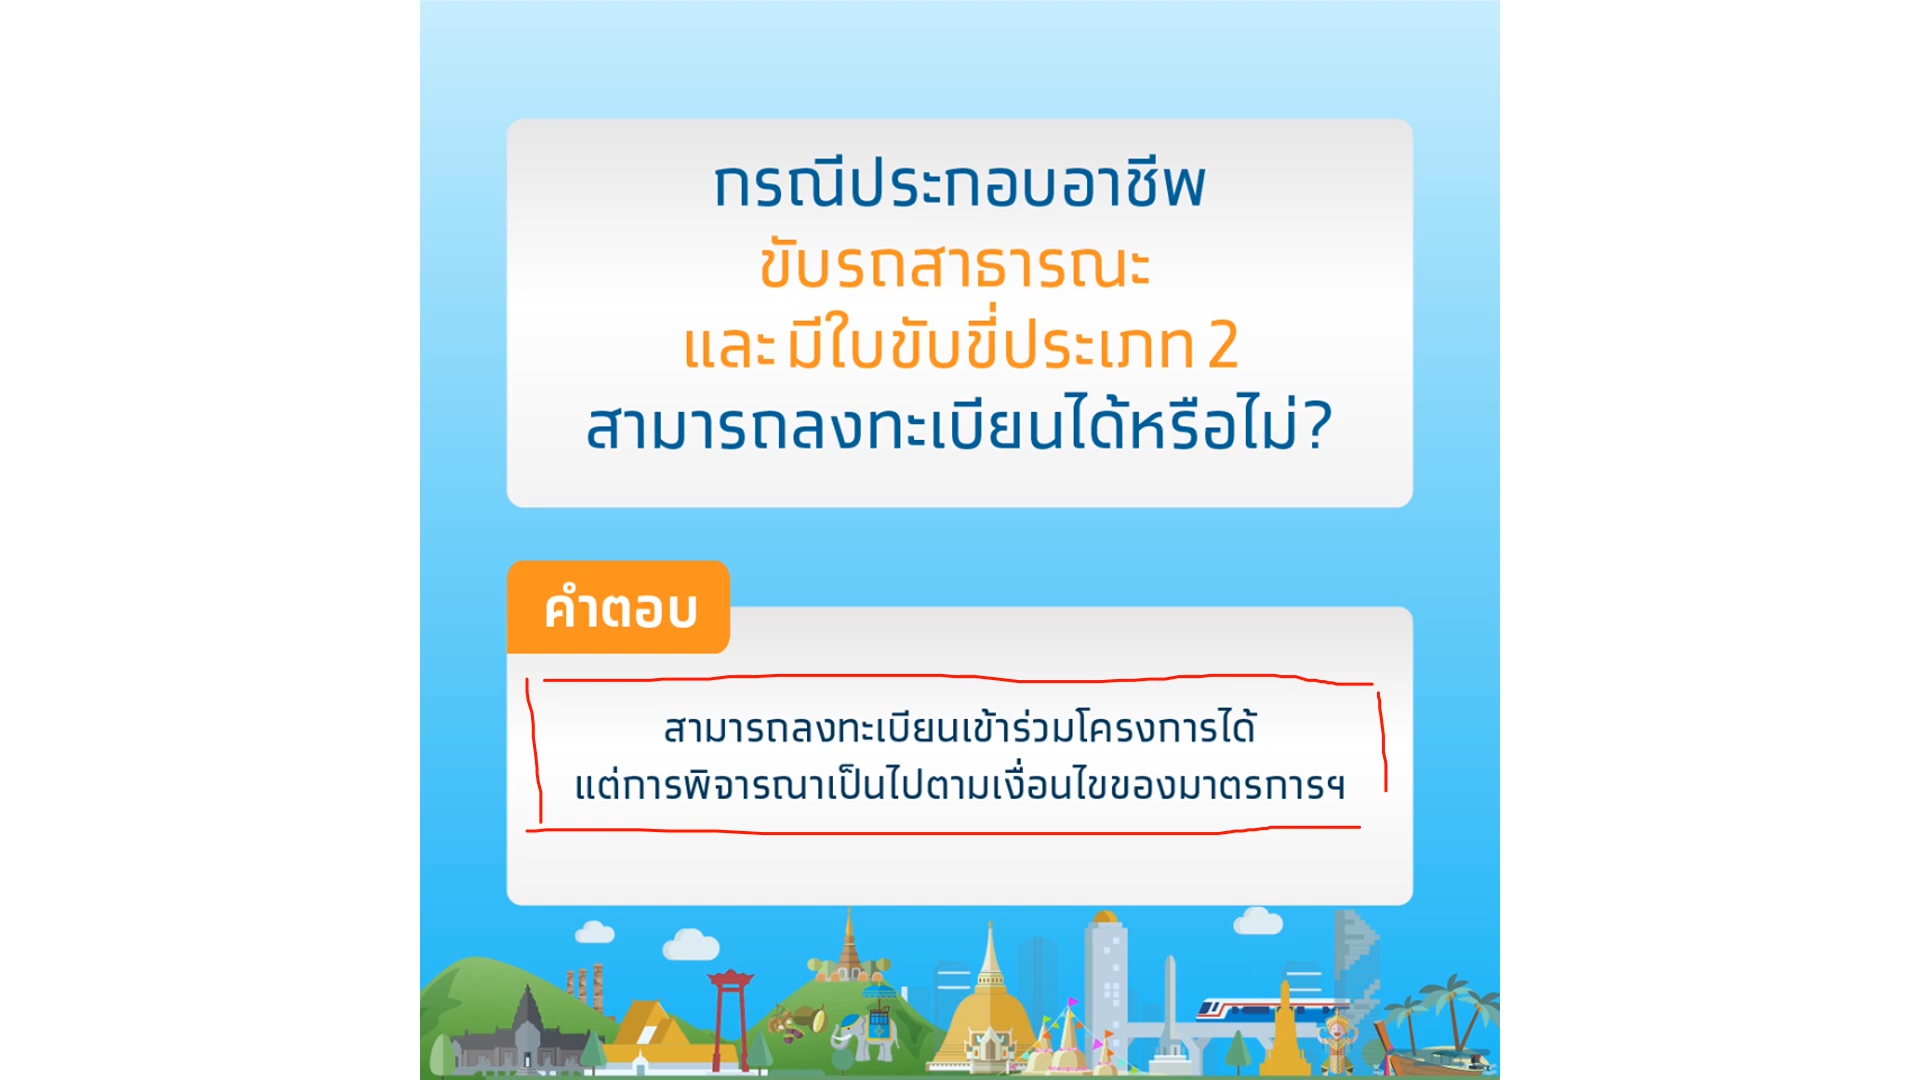 กรณีประกอบอาชีพ
ขับรถสาธารณะ
และ มีใบขับขี่ประเภท 2
สามารถลงทะเบียนได้หรือไม่?
คำตอบ
สามารถลงทะเบียนเข้าร่วมโครงการได้
แต่การพิจารณาเป็นไปตามเงื่อนไขของมาตรการฯ